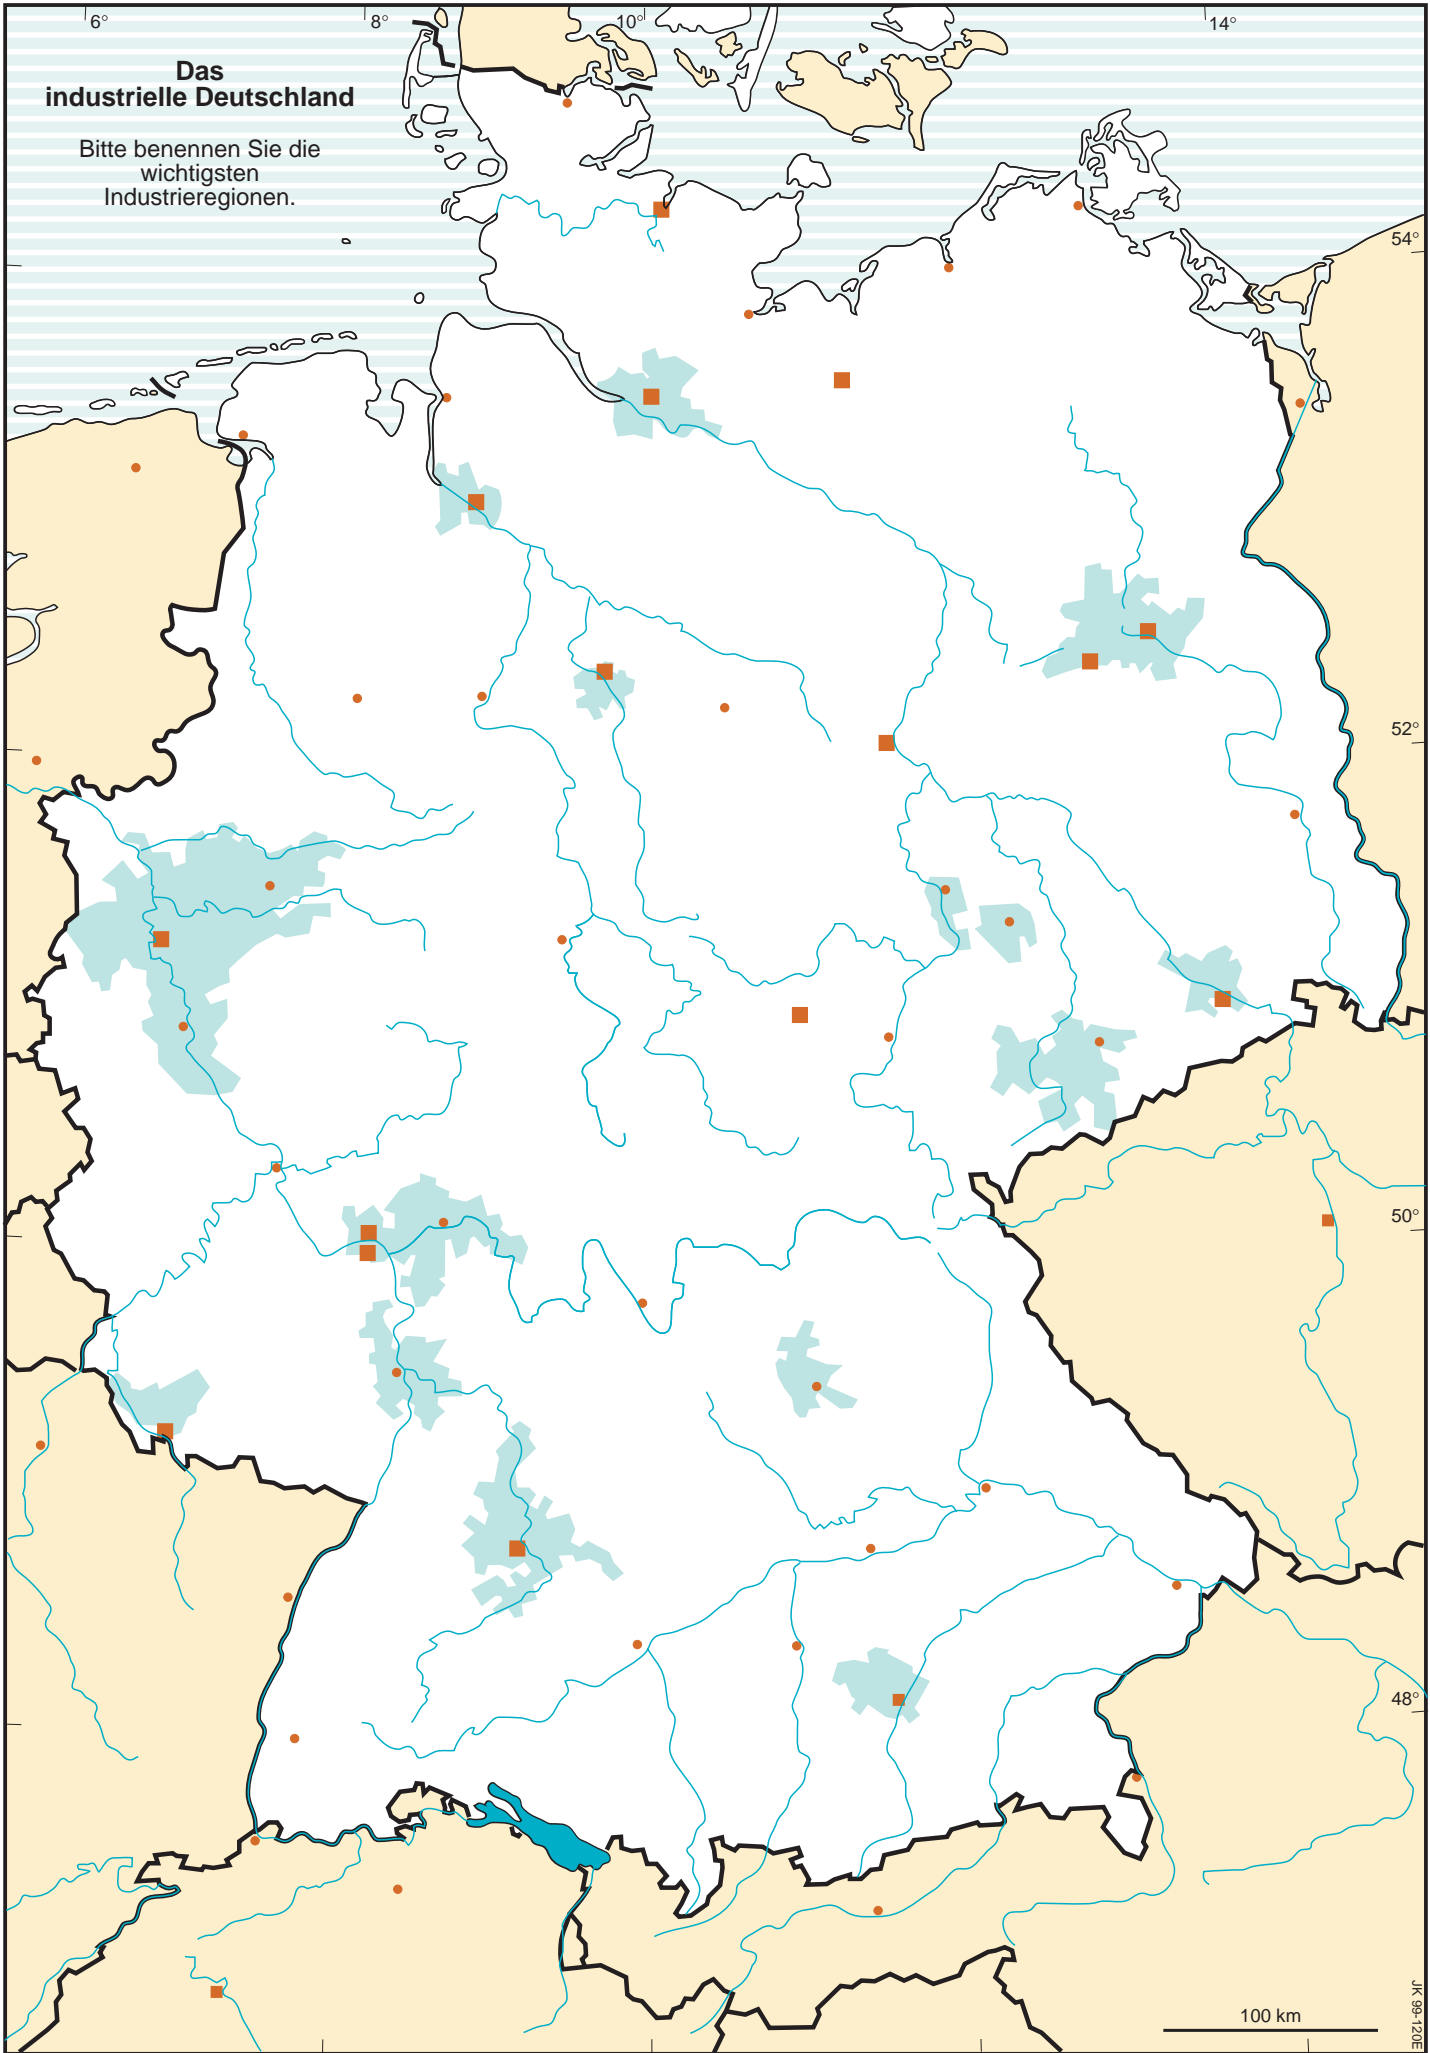 6°
8°
10°
14°
Das
industrielle Deutschland
Bitte benennen Sie die
wichtigsten
Industrieregionen.
54°
52°
50°
48°
100 km
JK 99-120E